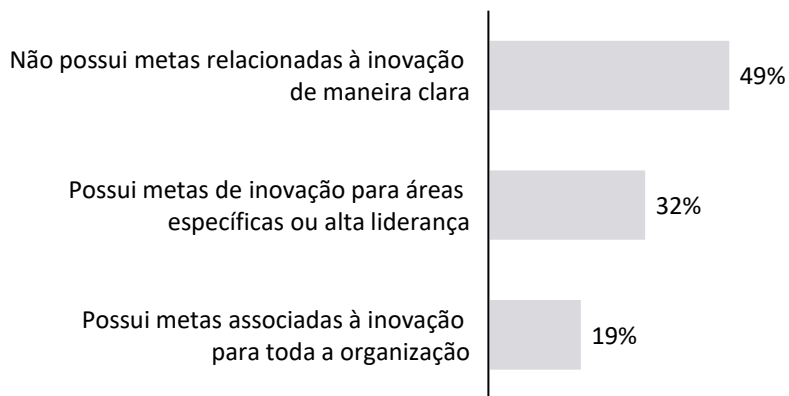 Não possui metas relacionadas à inovação
de maneira clara
49%
Possui metas de inovação para áreas
específicas ou alta liderança
32%
Possui metas associadas à inovação
para toda a organização
19%